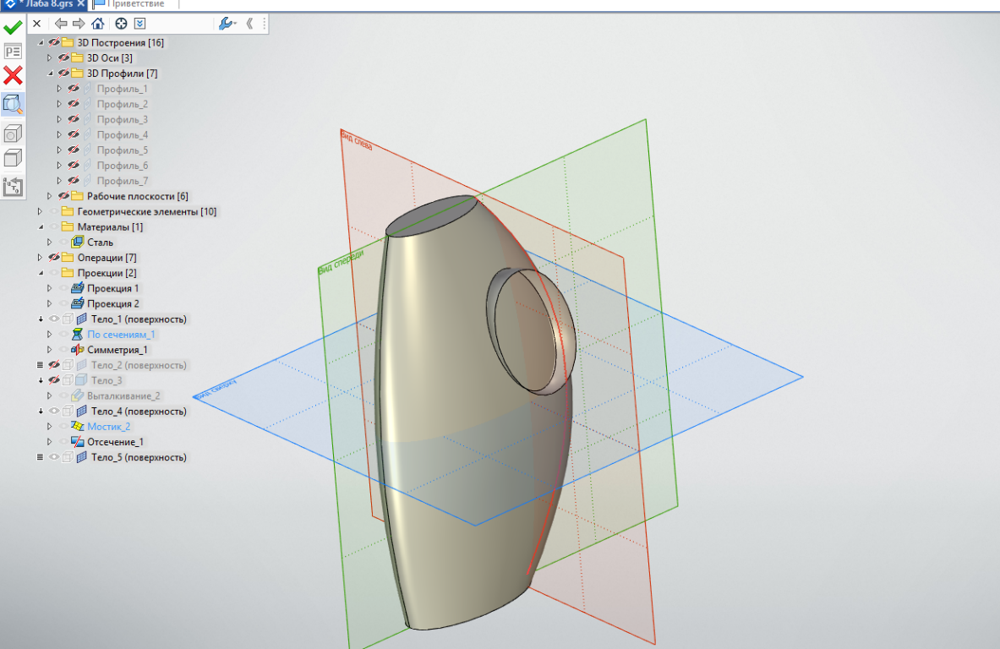 * Лаба 8.grs
Приветствие
3D Построения [16]
3D Оси [3]
3D Профили [7]
Профиль_1
Профиль_2
Профиль_3
Профиль_4
Профиль_5
Профиль_6
Профиль_7
Рабочие плоскости [6]
Геометрические элементы [10]
Материалы [1]
Сталь
Операции [7]
Проекции [2]
Проекция 1
Проекция 2
Тело_1 (поверхность)
По сечениям_1
Симметрия_1
Тело_2 (поверхность)
Тело_3
Выталкивание_2
Тело_4 (поверхность)
Мостик_2
Отсечение_1
Тело_5 (поверхность)
Вид слева
Вид спереди
Вид сверху